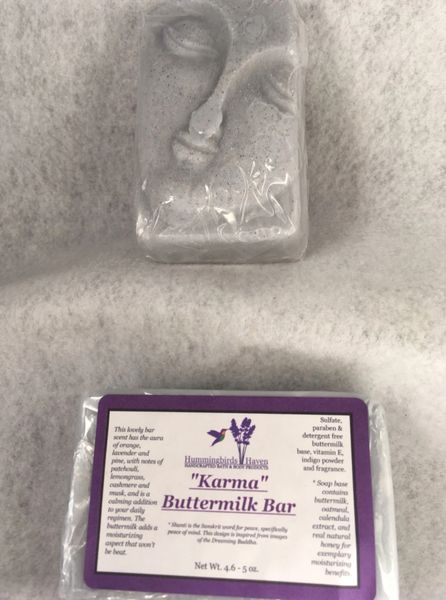 This lovely bar
scent has the aura
of orange,
lavender and
pine, with notes of
patchouli,
lemongrass,
cashmere and
musk, and is a
calming addition
to your daily
regimen. The
buttermilk adds a
moisturizing
aspect that won't
be beat.
Hummingbirds Haven
HANDCRAFTED BATH & BODY PRODUCTS
"Karma"
Buttermilk Bar
* Shanti is the Sanskrit word for peace, specifically
peace of mind. This design is inspired from images
of the Dreaming Buddha.
Net Wt. 4.6 - 5 oz.
Sulfate,
paraben &
detergent free
buttermilk
base, vitamin E,
indigo powder
and fragrance.
* Soap base
contains
buttermilk,
oatmeal,
calendula
extract, and
real natural
honey for
exemplary
moisturizing
benefits.